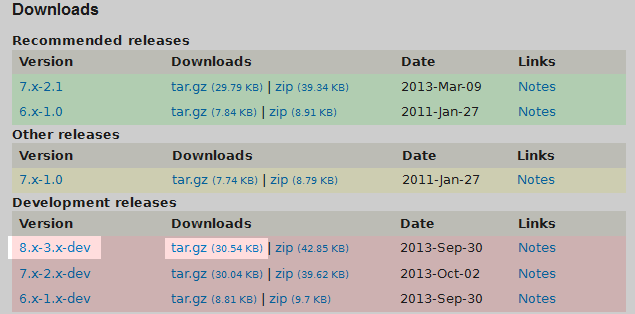 Downloads
Recommended releases
Version Downloads Date Links
7.x-2.1 tar.gz (29.79 KB) | zip (39.34 KB) 2013-Mar-09 Notes
6.x-1.0 tar.gz (7.84 KB) | zip (8.91 KB) 2011-Jan-27 Notes
Other releases
Version Downloads Date Links
7.x-1.0 tar.gz (7.74 KB) | zip (8.79 KB) 2011-Jan-27 Notes
Development releases
Version Downloads Date Links
8.x-3.x-dev tar.gz (30.54 KB) | zip (42.85 KB) 2013-Sep-30 Notes
7.x-2.x-dev tar.gz (30.04 KB) | zip (39.62 KB) 2013-Oct-02 Notes
6.x-1.x-dev tar.gz (8.81 KB) | zip (9.7 KB) 2013-Sep-30 Notes